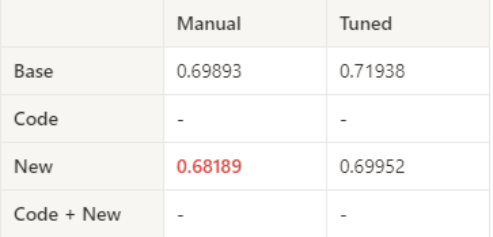 Manual Tuned
Base 0.69893 0.71938
Code - -
New 0.68189 0.69952
Code + New - -